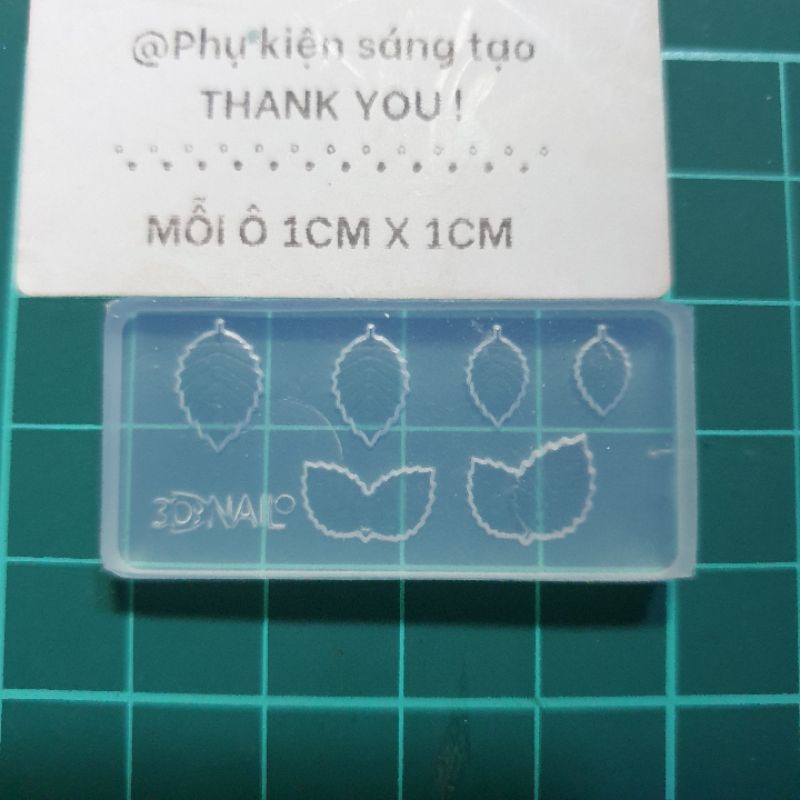 @Phụ kiện sáng tạo
THANK YOU !
MỖI Ô 1CM X 1CM
3D NAIL